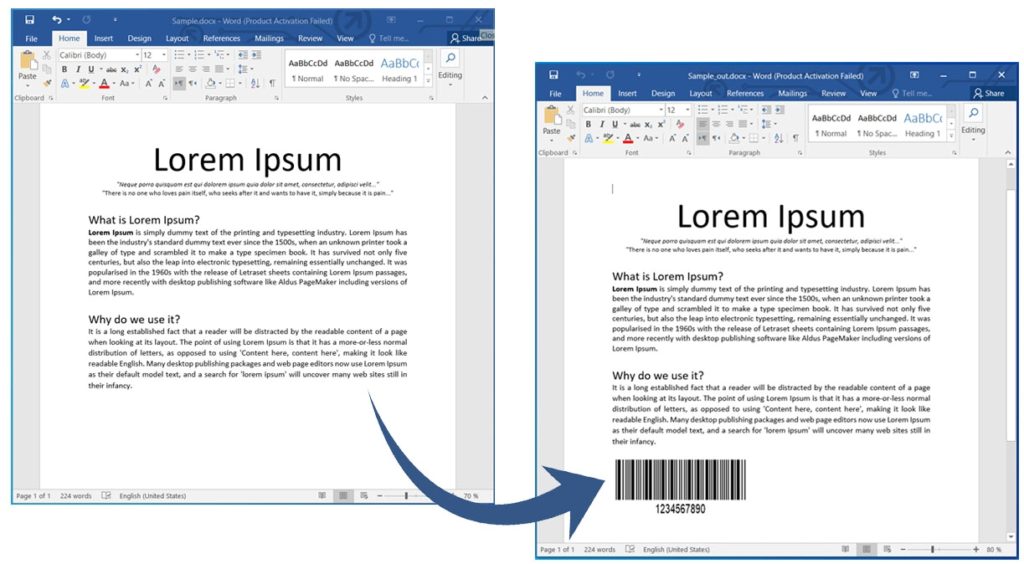 Sample.docx - Word (Product Activation Failed)
File Home Insert Design Layout References Mailings Review View Tell me... Share
Clos
Paste
Calibri (Body) 12
B I U abc x₂ x² A
A A Aa A A
Clipboard Font Paragraph Styles
AaBbCcDd AaBbCcDd AaBbCc
¶ Normal ¶ No Spac... Heading 1
Editing
Lorem Ipsum
"Neque porro quisquam est qui dolorem ipsum quia dolor sit amet, consectetur, adipisci velit..."
"There is no one who loves pain itself, who seeks after it and wants to have it, simply because it is pain..."
What is Lorem Ipsum?
Lorem Ipsum is simply dummy text of the printing and typesetting industry. Lorem Ipsum has
been the industry's standard dummy text ever since the 1500s, when an unknown printer took a
galley of type and scrambled it to make a type specimen book. It has survived not only five
centuries, but also the leap into electronic typesetting, remaining essentially unchanged. It was
popularised in the 1960s with the release of Letraset sheets containing Lorem Ipsum passages,
and more recently with desktop publishing software like Aldus PageMaker including versions of
Lorem Ipsum.
Why do we use it?
It is a long established fact that a reader will be distracted by the readable content of a page
when looking at its layout. The point of using Lorem Ipsum is that it has a more-or-less normal
distribution of letters, as opposed to using 'Content here, content here', making it look like
readable English. Many desktop publishing packages and web page editors now use Lorem Ipsum
as their default model text, and a search for 'lorem ipsum' will uncover many web sites still in
their infancy.
Page 1 of 1 224 words English (United States) 70 %
Sample_out.docx - Word (Product Activation Failed)
File Home Insert Design Layout References Mailings Review View Tell me... Share
Paste
Calibri (Body) 12
B I U abc x₂ x² A
A A Aa A A
Clipboard Font Paragraph Styles
AaBbCcDd AaBbCcDd AaBbCc
¶ Normal ¶ No Spac... Heading 1
Editing
Lorem Ipsum
"Neque porro quisquam est qui dolorem ipsum quia dolor sit amet, consectetur, adipisci velit..."
"There is no one who loves pain itself, who seeks after it and wants to have it, simply because it is pain..."
What is Lorem Ipsum?
Lorem Ipsum is simply dummy text of the printing and typesetting industry. Lorem Ipsum has
been the industry's standard dummy text ever since the 1500s, when an unknown printer took a
galley of type and scrambled it to make a type specimen book. It has survived not only five
centuries, but also the leap into electronic typesetting, remaining essentially unchanged. It was
popularised in the 1960s with the release of Letraset sheets containing Lorem Ipsum passages,
and more recently with desktop publishing software like Aldus PageMaker including versions of
Lorem Ipsum.
Why do we use it?
It is a long established fact that a reader will be distracted by the readable content of a page
when looking at its layout. The point of using Lorem Ipsum is that it has a more-or-less normal
distribution of letters, as opposed to using 'Content here, content here', making it look like
readable English. Many desktop publishing packages and web page editors now use Lorem Ipsum
as their default model text, and a search for 'lorem ipsum' will uncover many web sites still in
their infancy.
1234567890
Page 1 of 1 224 words English (United States) 80 %